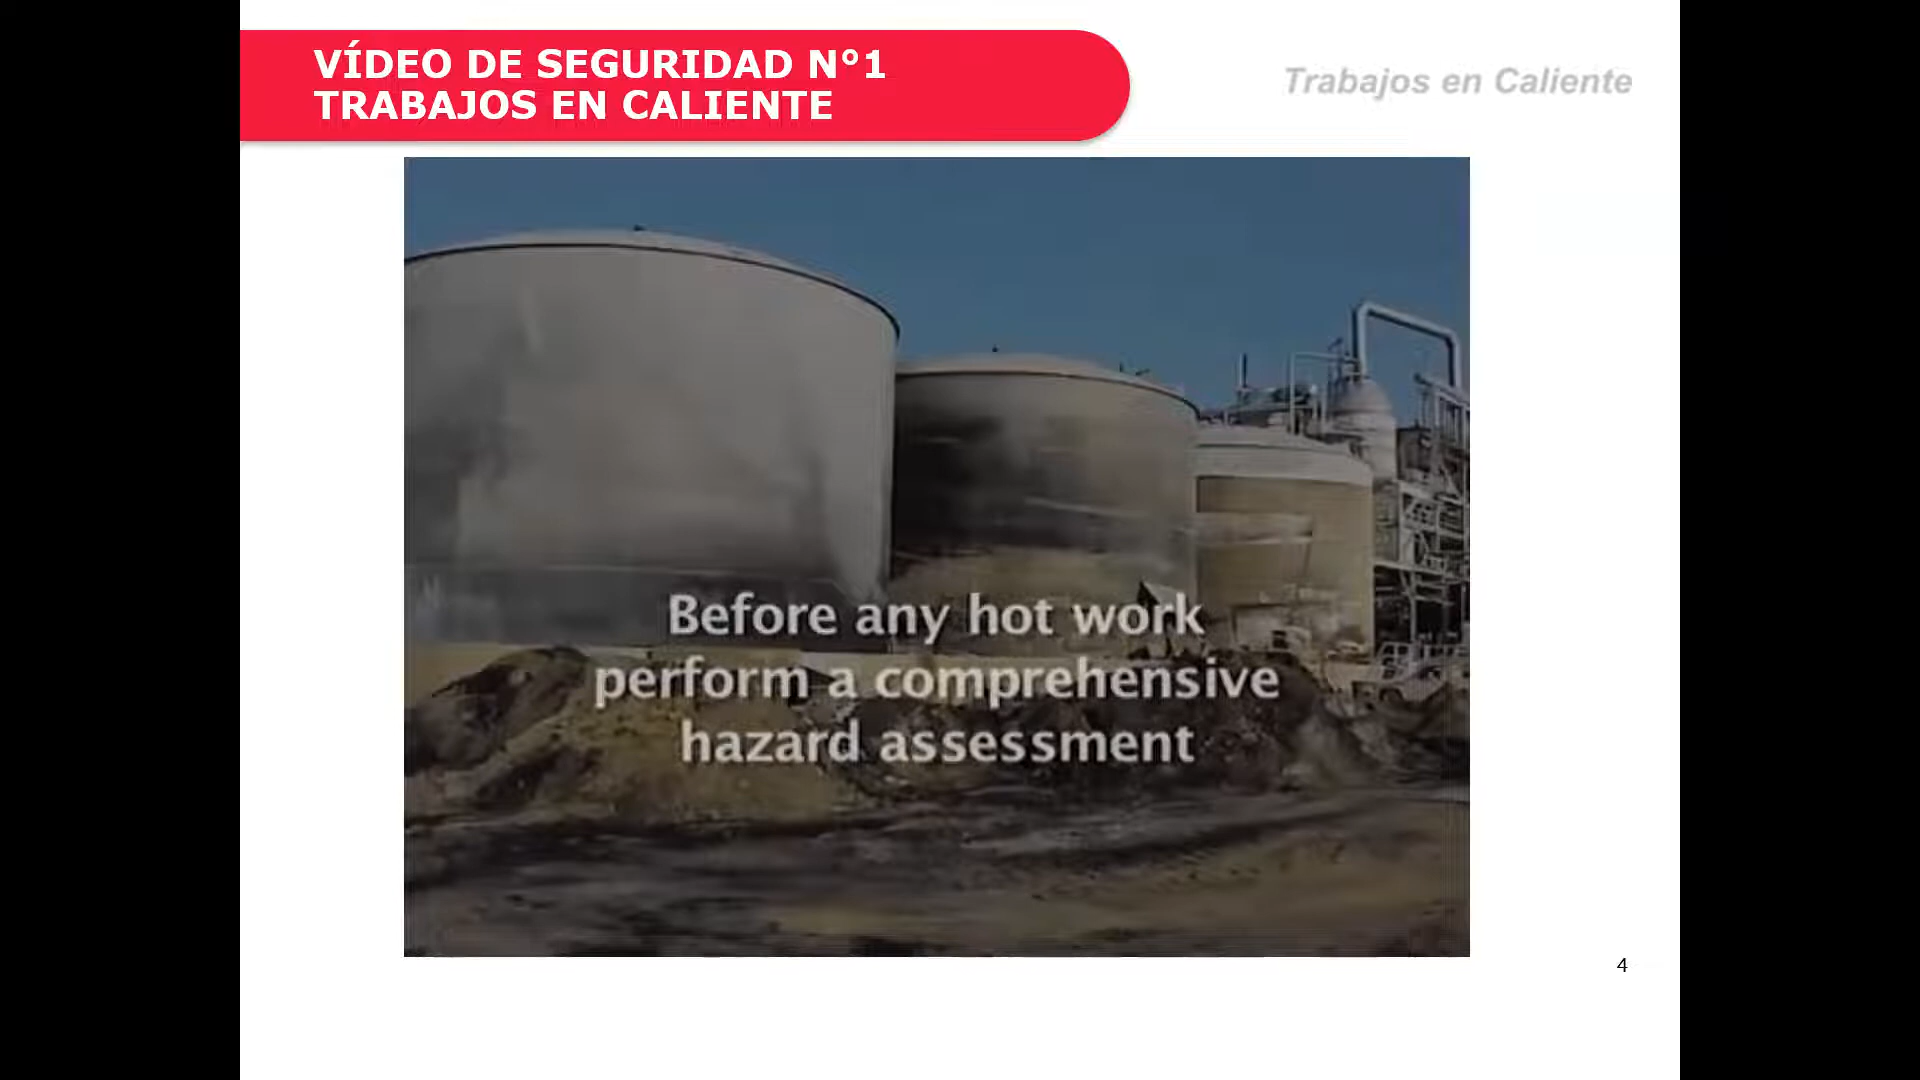 VÍDEO DE SEGURIDAD N°1
TRABAJOS EN CALIENTE
Trabajos en Caliente
Before any hot work
perform a comprehensive
hazard assessment
4